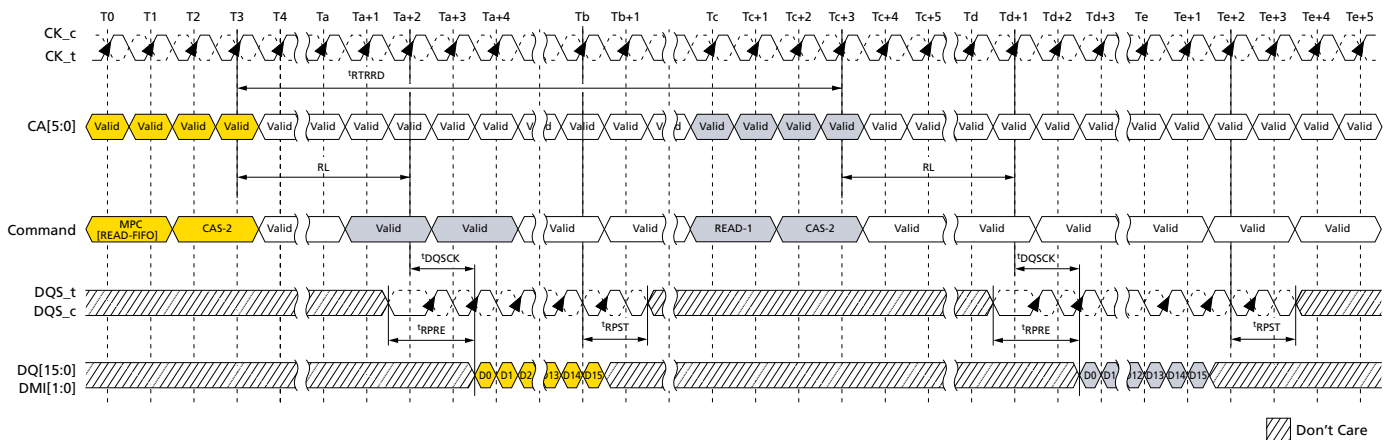 T0 T1 T2 T3 T4 Ta Ta+1 Ta+2 Ta+3 Ta+4 Tb Tb+1 Tc Tc+1 Tc+2 Tc+3 Tc+4 Tc+5 Td Td+1 Td+2 Td+3 Te Te+1 Te+2 Te+3 Te+4 Te+5
CK_c
CK_t
tRTRRD
CA[5:0] Valid Valid Valid Valid Valid Valid Valid Valid Valid Valid Valid Valid Valid Valid Valid Valid Valid Valid Valid Valid Valid Valid Valid Valid Valid Valid Valid
RL RL
Command MPC [READ-FIFO] CAS-2 Valid Valid Valid Valid Valid READ-1 CAS-2 Valid Valid Valid Valid Valid Valid
tDQSCK tDQSCK
DQS_t
DQS_c
tRPRE tRPST tRPRE tRPST
DQ[15:0] D0 D1 D2 D13 D14 D15 D0 D1 D12 D13 D14 D15
DMI[1:0]
Don't Care